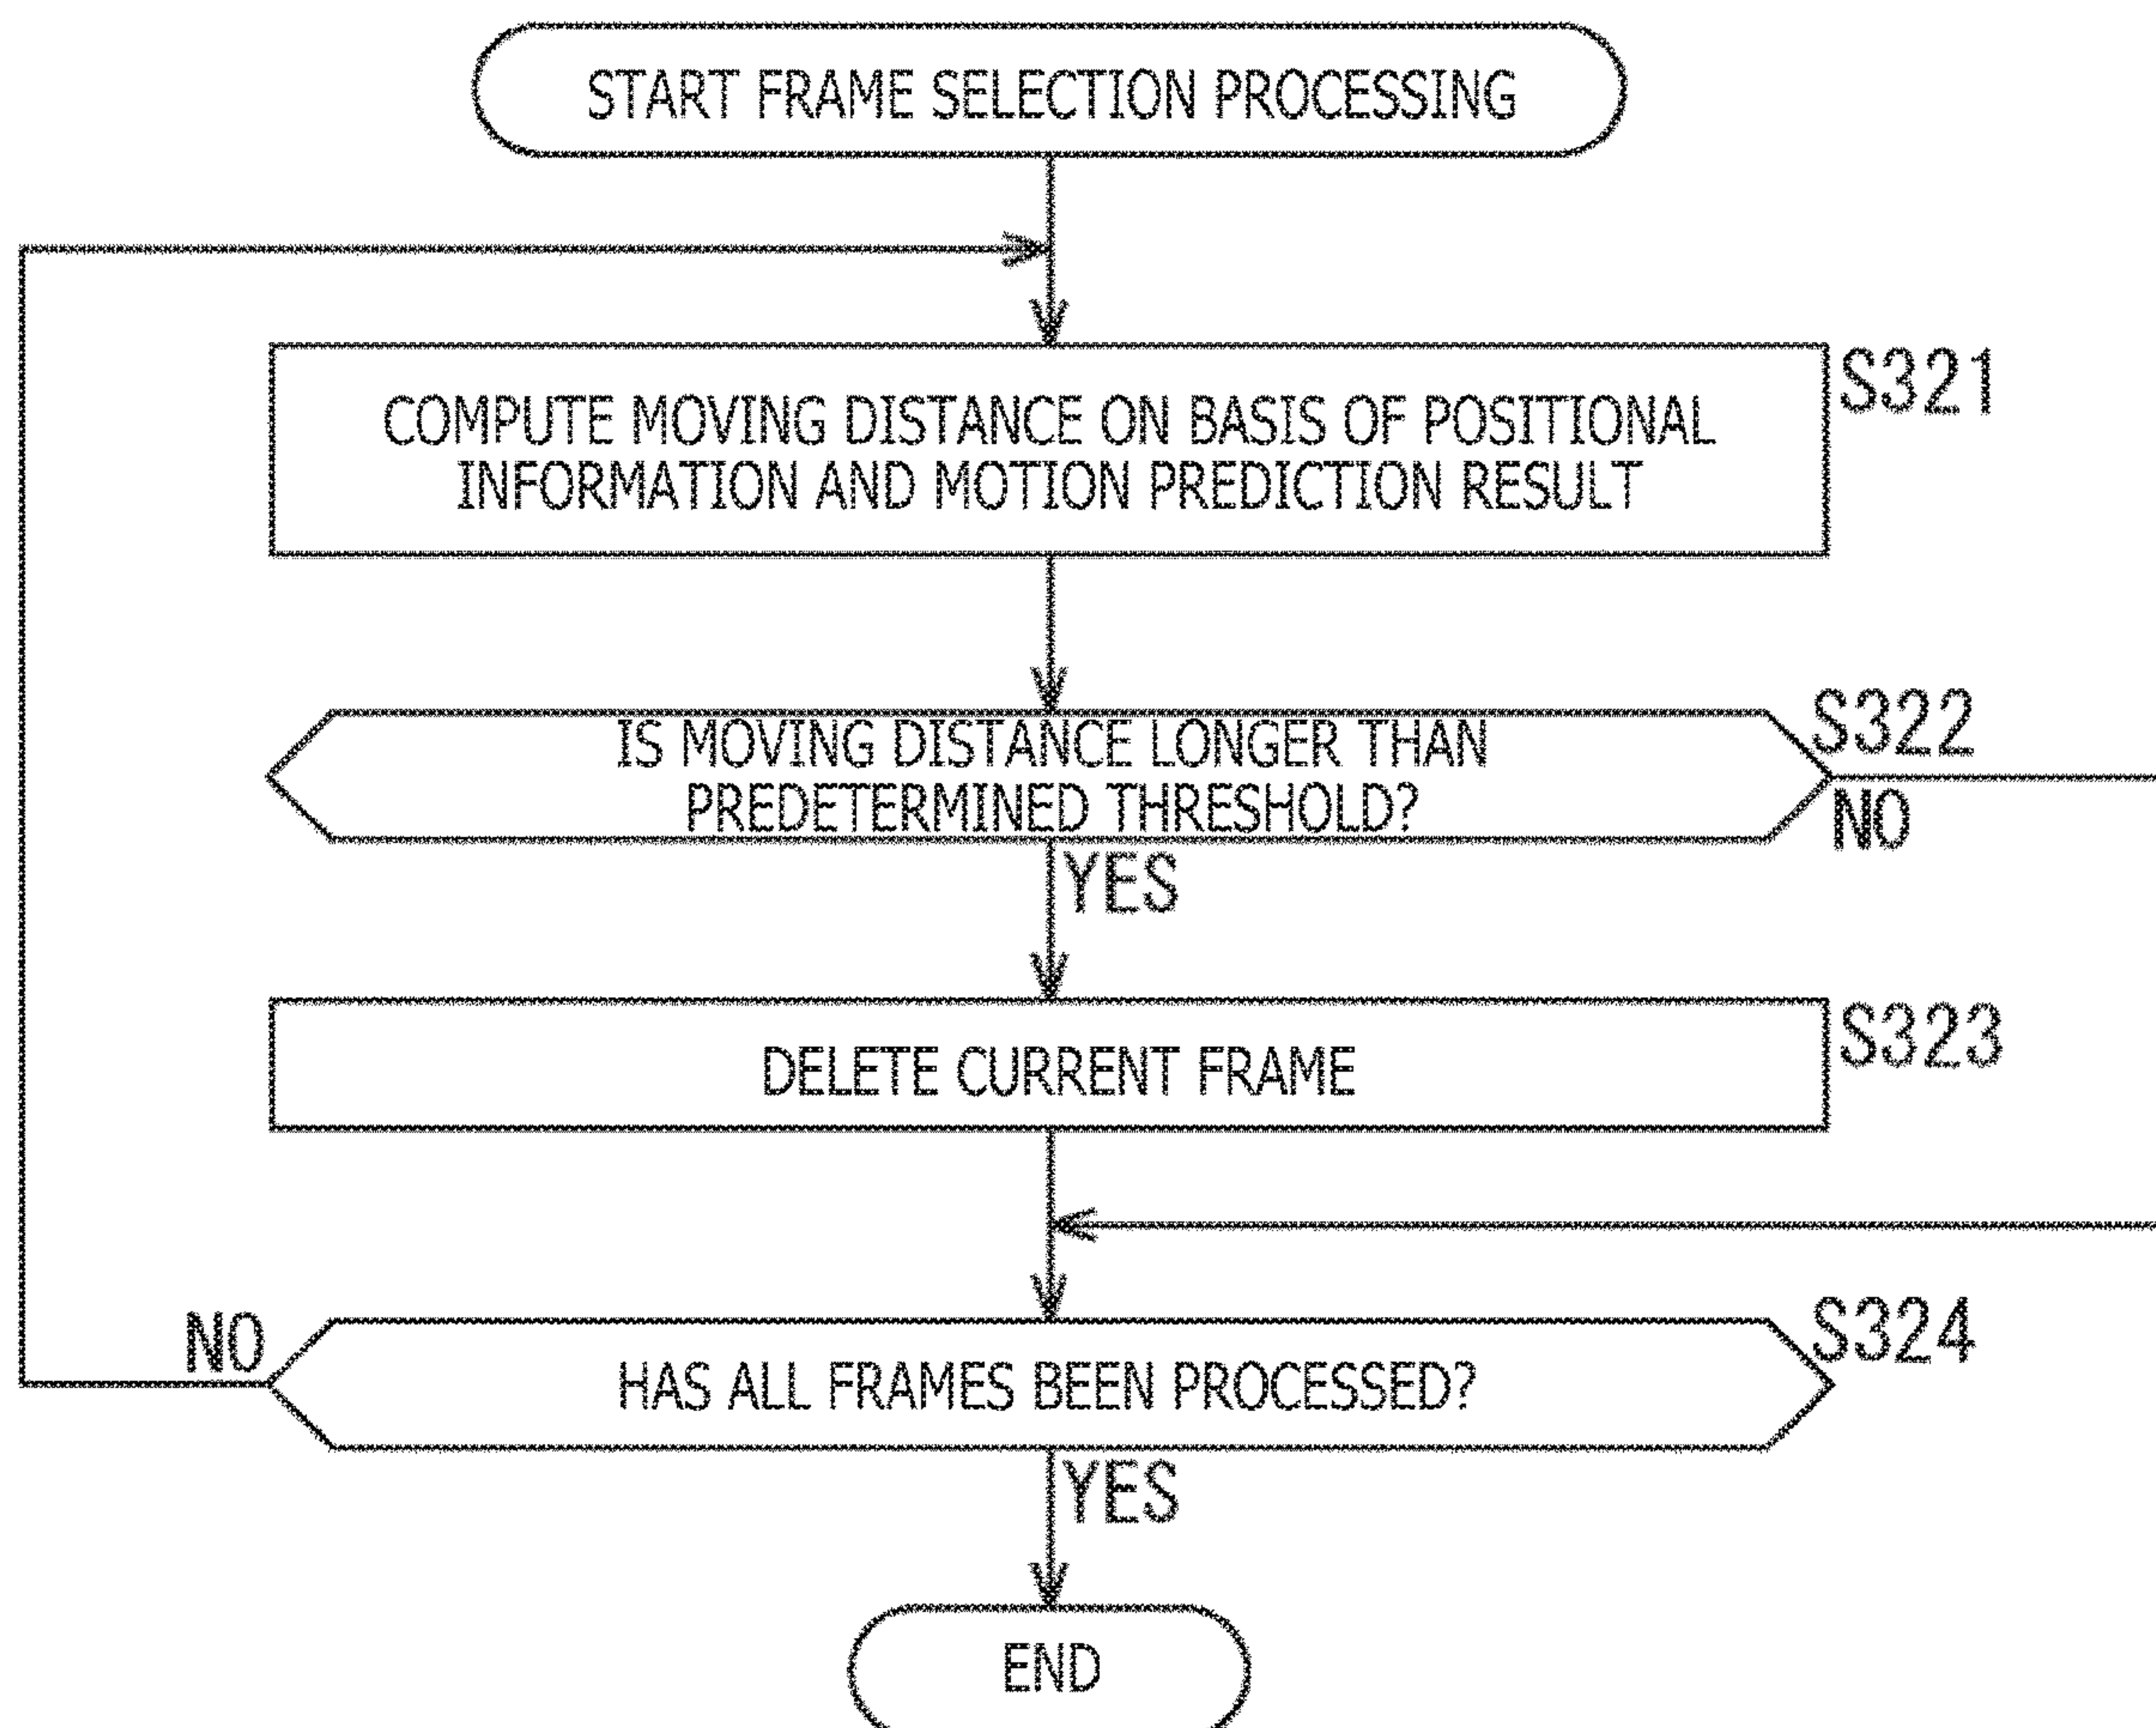 START FRAME SELECTION PROCESSING
S321
COMPUTE MOVING DISTANCE ON BASIS OF POSITIONAL
INFORMATION AND MOTION PREDICTION RESULT
S322
IS MOVING DISTANCE LONGER THAN
PREDETERMINED THRESHOLD?
NO
YES
S323
DELETE CURRENT FRAME
S324
NO
HAS ALL FRAMES BEEN PROCESSED?
YES
END